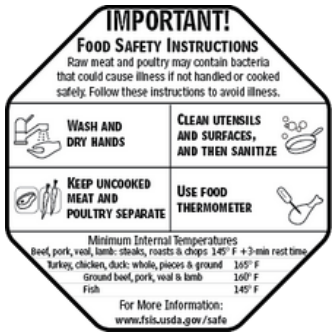 IMPORTANT!
FOOD SAFETY INSTRUCTIONS
Raw meat and poultry may contain bacteria
that could cause illness if not handled or cooked
safely. Follow these instructions to avoid illness.
WASH AND
DRY HANDS
CLEAN UTENSILS
AND SURFACES,
AND THEN SANITIZE
KEEP UNCOOKED
MEAT AND
POULTRY SEPARATE
USE FOOD
THERMOMETER
Minimum Internal Temperatures
Beef, pork, veal, lamb: steaks, roasts & chops 145° F +3-min rest time
Turkey, chicken, duck: whole, pieces & ground 165° F
Ground beef, pork, veal & lamb 160° F
Fish 145° F
For More Information:
www.fsis.usda.gov/safe